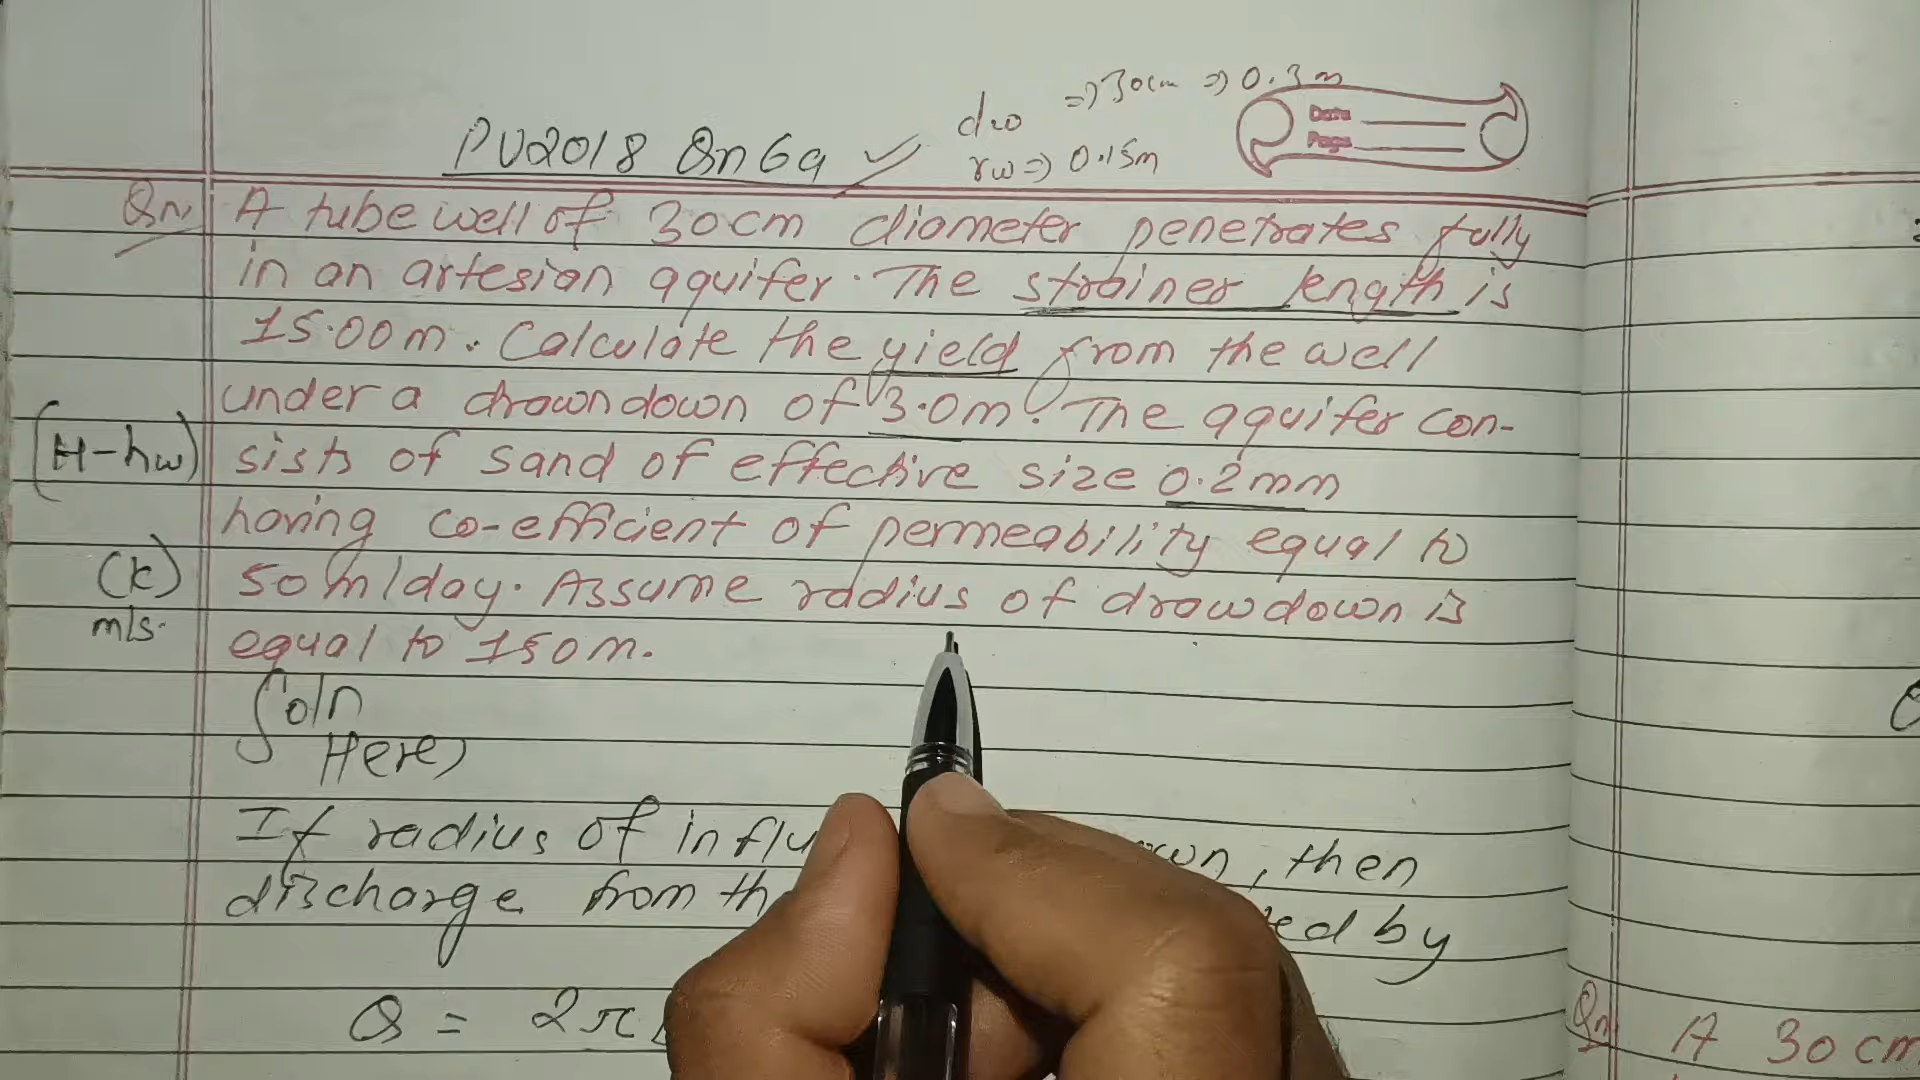 dw => 30cm => 0.3m
PU2018 Qn 6a
rw => 0.15m
Date
Page
Qn. A tubewell of 30cm diameter penetrates fully
in an artesian aquifer. The strainer length is
15.00m. Calculate the yield from the well
under a drawndown of 3.0m. The aquifer con-
(H-hw) sists of sand of effective size 0.2mm
having co-efficient of permeability equal to
(k) 50m/day. Assume raddius of drawdown is
m/s. equal to 150m.
Soln
Here,
If radius of influ wn, then
discharge from th ed by
Q = 2π
Qn A 30cm